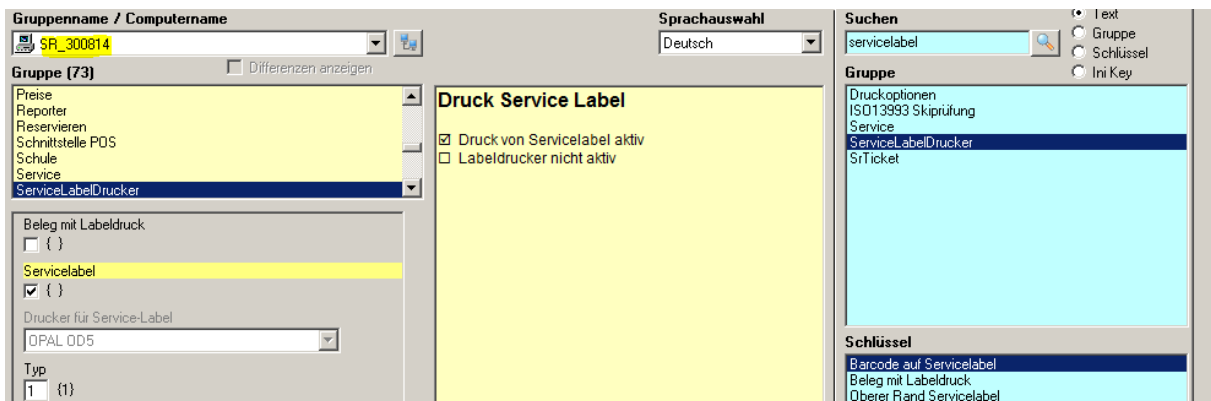 Gruppenname / Computername
SR_300814
Gruppe (73)
Differenzen anzeigen
Preise
Reporter
Reservieren
Schnittstelle POS
Schule
Service
ServiceLabelDrucker
Beleg mit Labeldruck
{ }
Servicelabel
{ }
Drucker für Service-Label
OPAL OD5
Typ
1 {1}
Sprachauswahl
Deutsch
Druck Service Label
Druck von Servicelabel aktiv
Labeldrucker nicht aktiv
Suchen
servicelabel
Text
Gruppe
Schlüssel
Ini Key
Gruppe
Druckoptionen
ISO13993 Skiprüfung
Service
ServiceLabelDrucker
SrTicket
Schlüssel
Barcode auf Servicelabel
Beleg mit Labeldruck
Oberer Rand Servicelabel